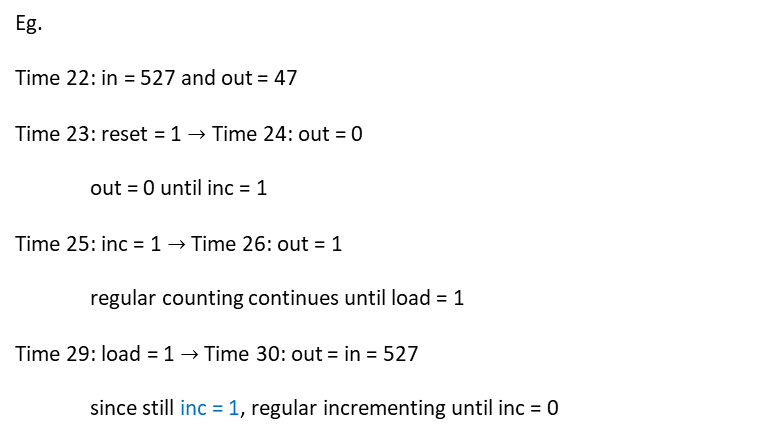 Eg.
Time 22: in = 527 and out = 47
Time 23: reset = 1 → Time 24: out = 0
out = 0 until inc = 1
Time 25: inc = 1 → Time 26: out = 1
regular counting continues until load = 1
Time 29: load = 1 → Time 30: out = in = 527
since still inc = 1, regular incrementing until inc = 0